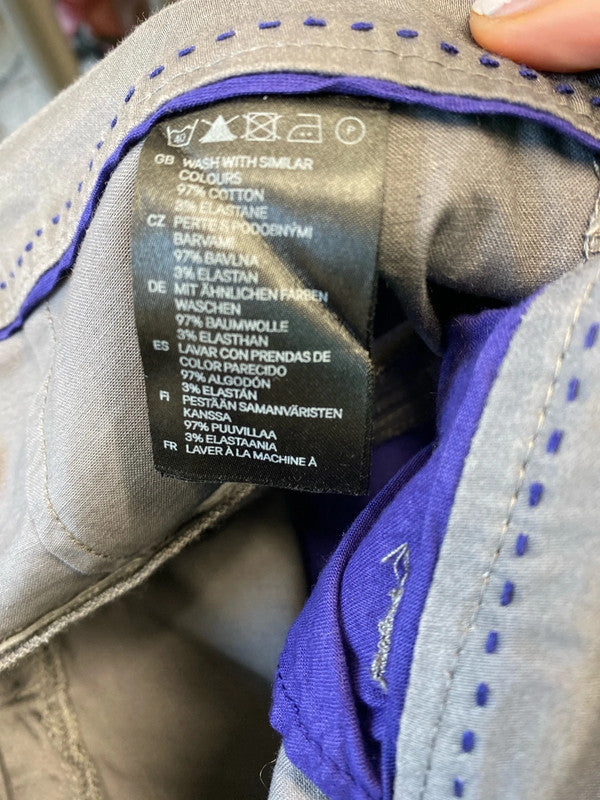 GB WASH WITH SIMILAR
COLOURS
97% COTTON
3% ELASTANE
CZ PERTE S PODOBNÝMI
BARVAMI
97% BAVLNA
3% ELASTAN
DE MIT ÄHNLICHEN FARBEN
WASCHEN
97% BAUMWOLLE
3% ELASTHAN
ES LAVAR CON PRENDAS DE
COLOR PARECIDO
97% ALGODÓN
3% ELASTÁN
FI PESTÄÄN SAMANVÄRISTEN
KANSSA
97% PUUVILLAA
3% ELASTAANIA
FR LAVER À LA MACHINE À